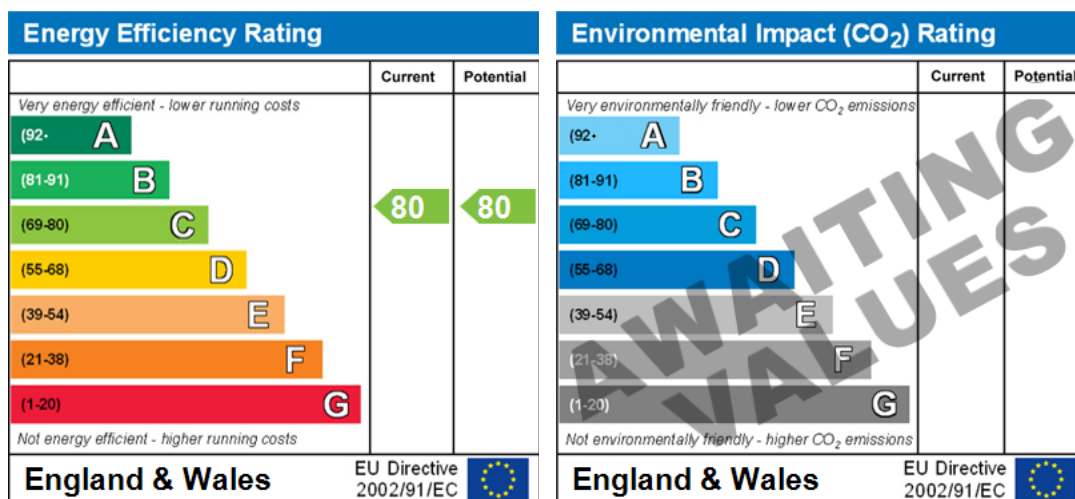 Energy Efficiency Rating
Current Potential
Very energy efficient - lower running costs
(92+ A
(81-91) B
80 80
(69-80) C
(55-68) D
(39-54) E
(21-38) F
(1-20) G
Not energy efficient - higher running costs
England & Wales
EU Directive
2002/91/EC
Environmental Impact (CO₂) Rating
Current Potential
Very environmentally friendly - lower CO₂ emissions
(92+ A
(81-91) B
(69-80) C
(55-68) D
(39-54) E
(21-38) F
(1-20) G
AWAITING
VALUES
Not environmentally friendly - higher CO₂ emissions
England & Wales
EU Directive
2002/91/EC